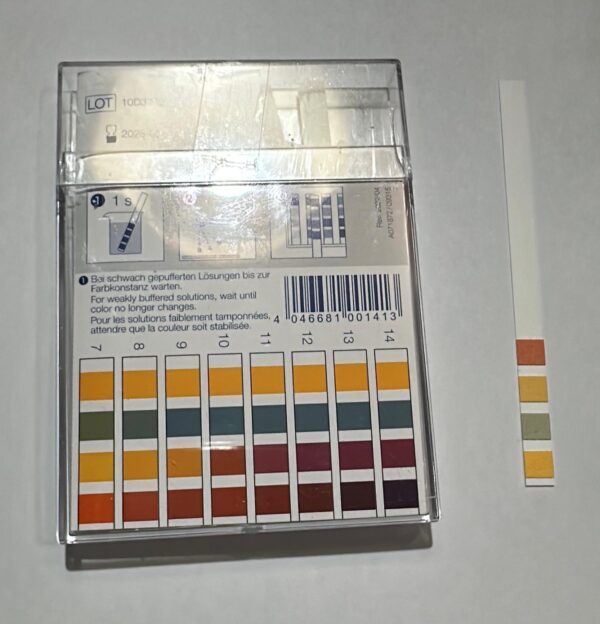 LOT
1 s
1 Bei schwach gepufferten Lösungen bis zur
Farbkonstanz warten.
For weakly buffered solutions, wait until
color no longer changes.
Pour les solutions faiblement tamponnées,
attendre que la couleur soit stabilisée.
4 046681 001413
7 8 9 10 11 12 13 14